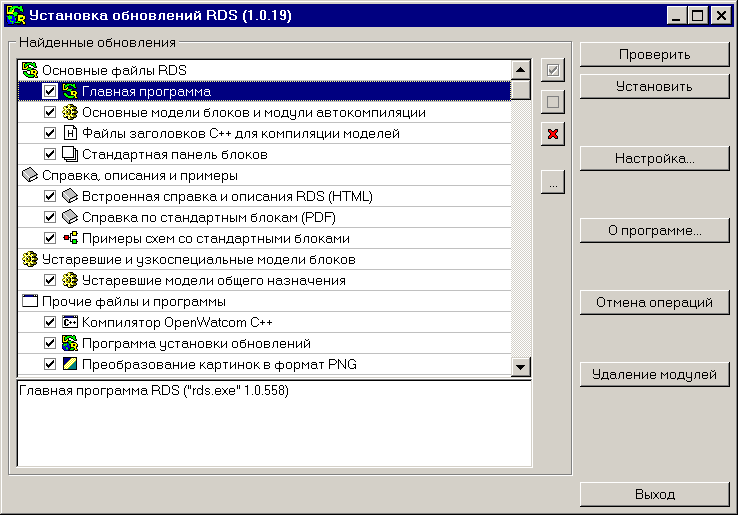 Установка обновлений RDS (1.0.19)
Найденные обновления
Основные файлы RDS
Главная программа
Основные модели блоков и модули автокомпиляции
Файлы заголовков C++ для компиляции моделей
Стандартная панель блоков
Справка, описания и примеры
Встроенная справка и описания RDS (HTML)
Справка по стандартным блокам (PDF)
Примеры схем со стандартными блоками
Устаревшие и узкоспециальные модели блоков
Устаревшие модели общего назначения
Прочие файлы и программы
Компилятор OpenWatcom C++
Программа установки обновлений
Преобразование картинок в формат PNG
Главная программа RDS ("rds.exe" 1.0.558)
...
Проверить
Установить
Настройка...
О программе...
Отмена операций
Удаление модулей
Выход